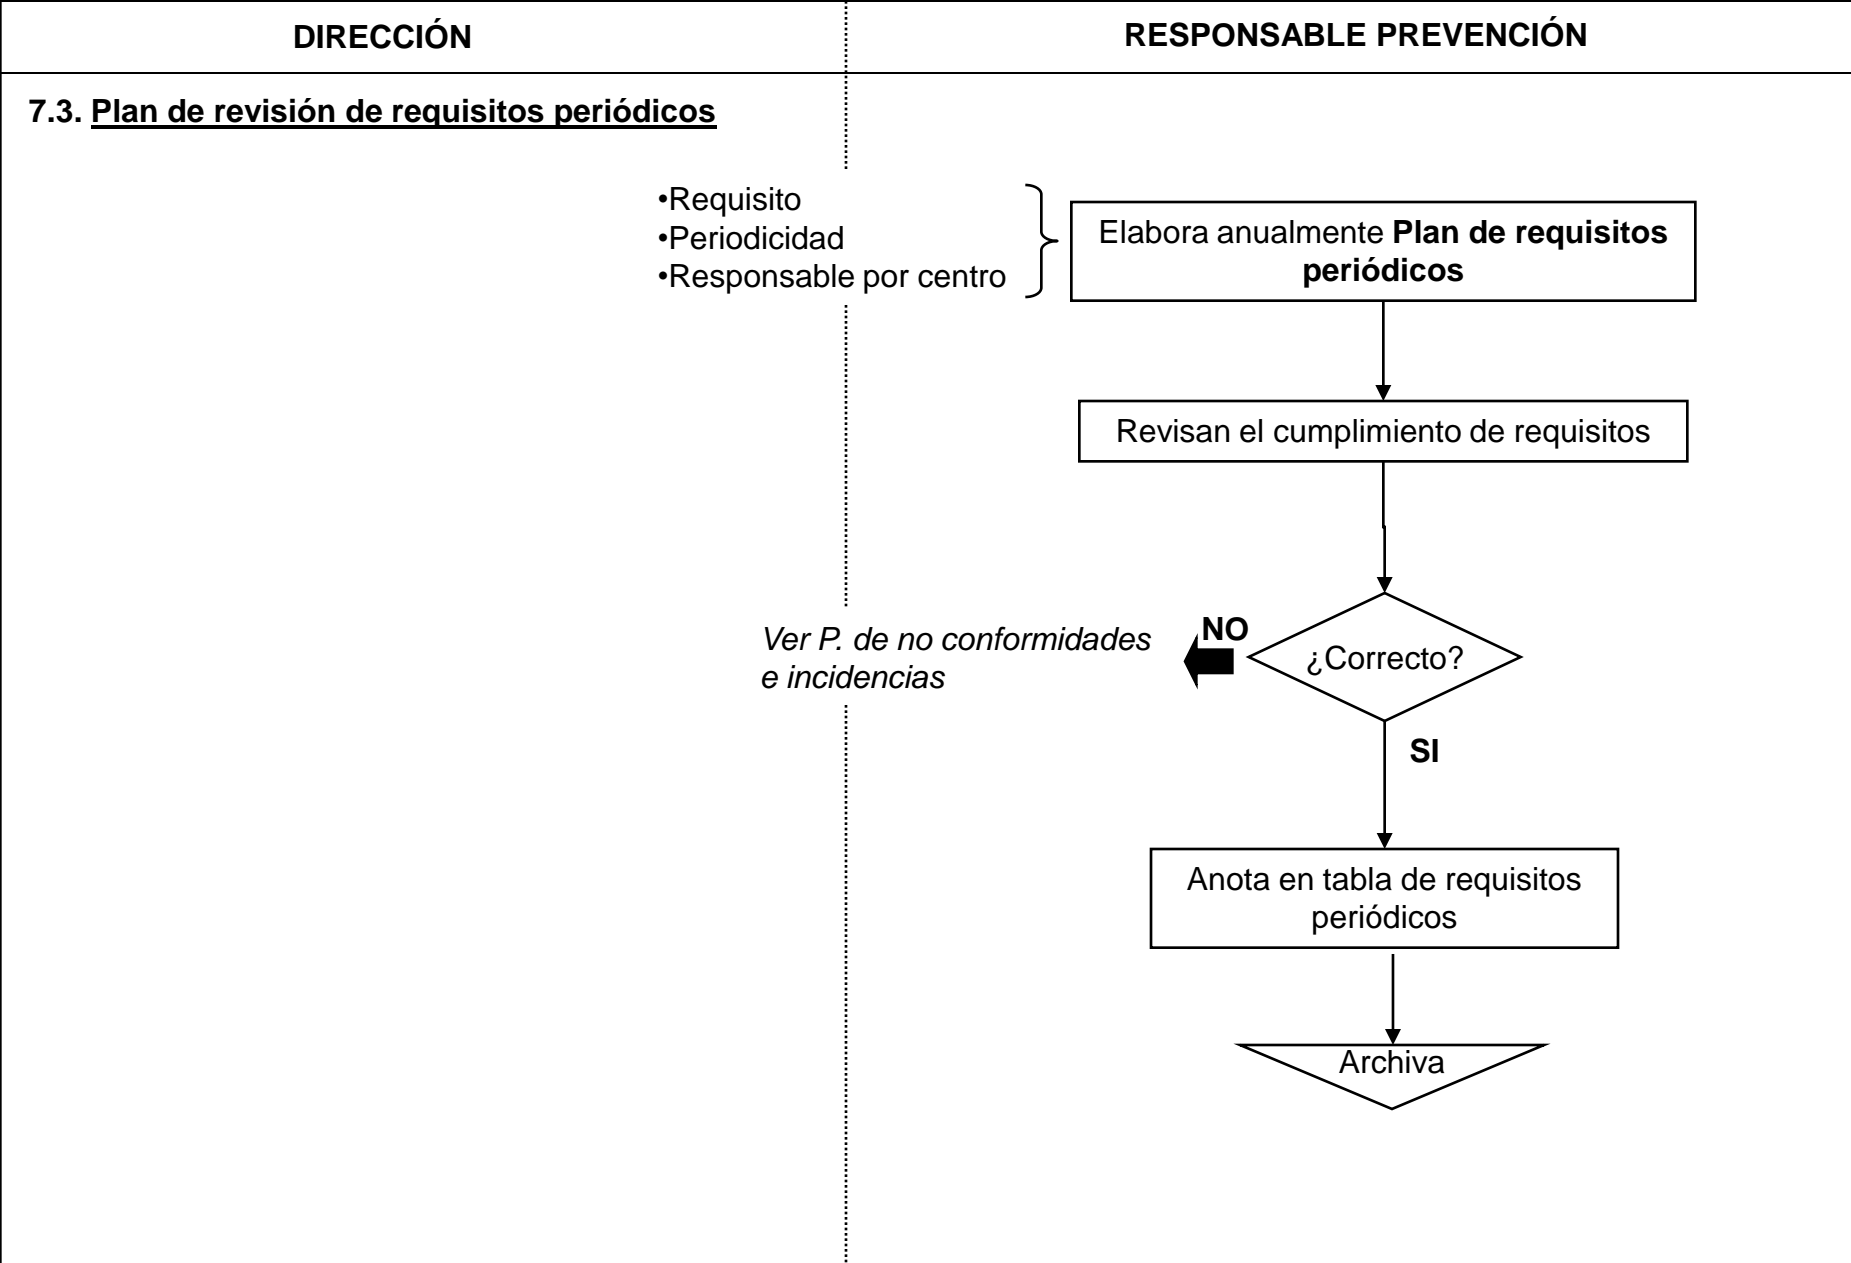 DIRECCIÓN
RESPONSABLE PREVENCIÓN
7.3. Plan de revisión de requisitos periódicos
•Requisito
•Periodicidad
•Responsable por centro
Elabora anualmente Plan de requisitos
periódicos
Revisan el cumplimiento de requisitos
Ver P. de no conformidades
e incidencias
NO
¿Correcto?
SI
Anota en tabla de requisitos
periódicos
Archiva